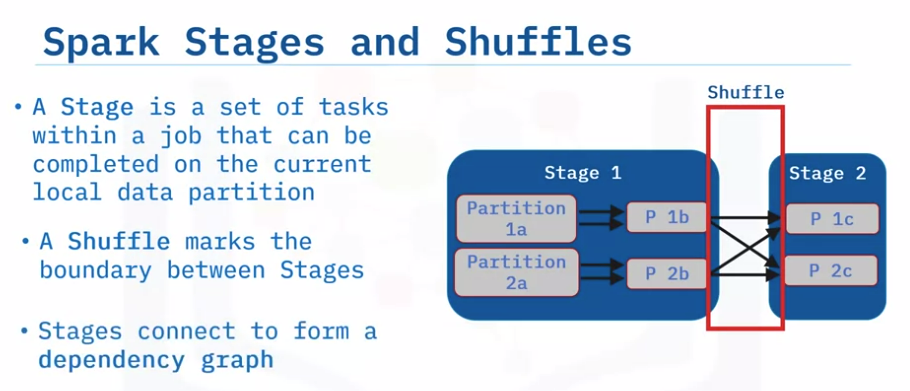 Spark Stages and Shuffles
• A Stage is a set of tasks
within a job that can be
completed on the current
local data partition
• A Shuffle marks the
boundary between Stages
• Stages connect to form a
dependency graph
Shuffle
Stage 1
Partition
1a
P 1b
Partition
2a
P 2b
Stage 2
P 1c
P 2c